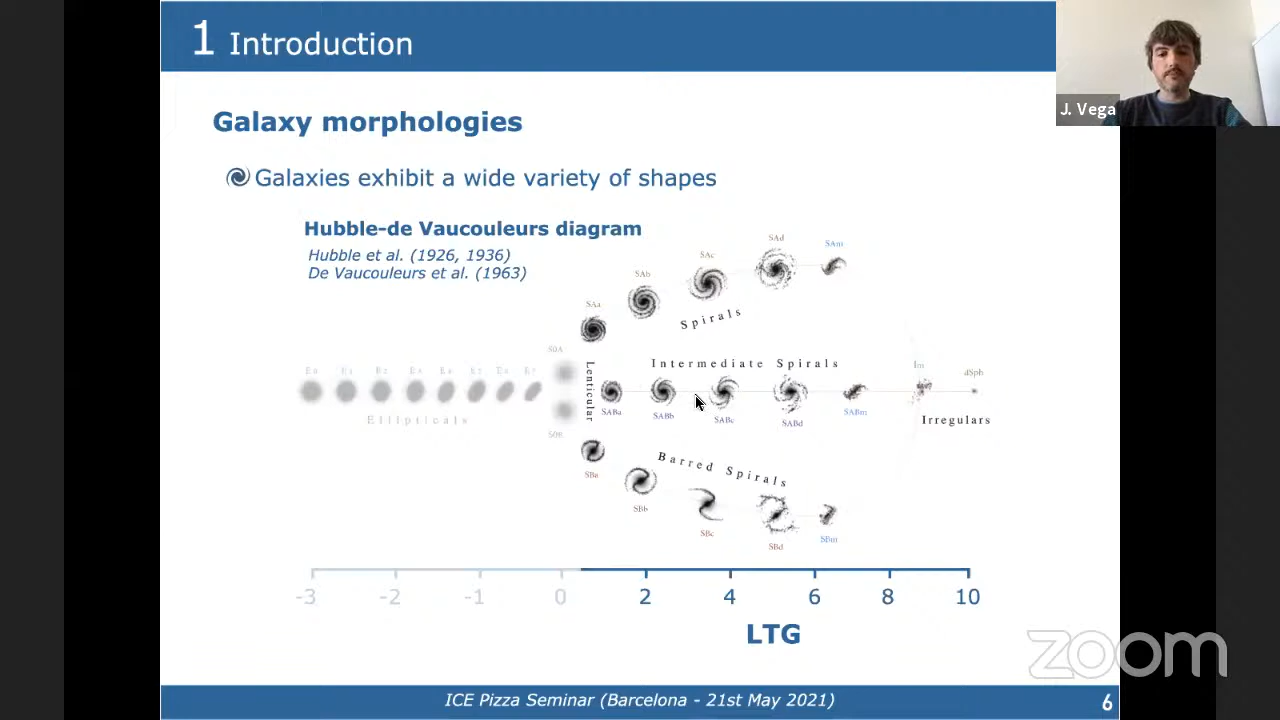 1 Introduction
J. Vega
Galaxy morphologies
Galaxies exhibit a wide variety of shapes
Hubble-de Vaucouleurs diagram
Hubble et al. (1926, 1936)
De Vaucouleurs et al. (1963)
SAa
SAb
SAc
SAd
SAm
Spirals
E0 E1 E2 E3 E4 E5 E6 E7
Ellipticals
S0A
S0B
Lenticular
Intermediate Spirals
SABa
SABb
SABc
SABd
SABm
Im
dSph
Irregulars
Barred Spirals
SBa
SBb
SBc
SBd
SBm
-3 -2 -1 0 2 4 6 8 10
LTG
zoom
ICE Pizza Seminar (Barcelona - 21st May 2021)
6